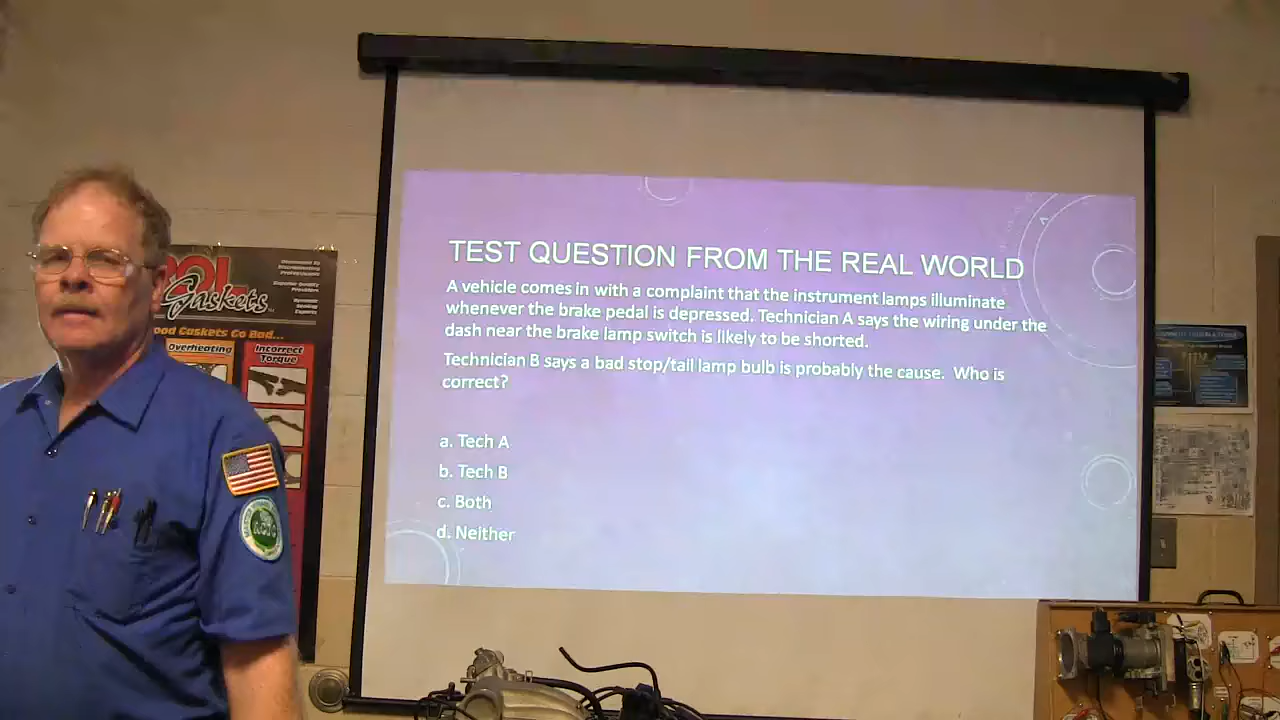 TEST QUESTION FROM THE REAL WORLD
A vehicle comes in with a complaint that the instrument lamps illuminate
whenever the brake pedal is depressed. Technician A says the wiring under the
dash near the brake lamp switch is likely to be shorted.
Technician B says a bad stop/tail lamp bulb is probably the cause. Who is
correct?
a. Tech A
b. Tech B
c. Both
d. Neither
Gaskets
Go Bad...
Overheating
Incorrect
Torque